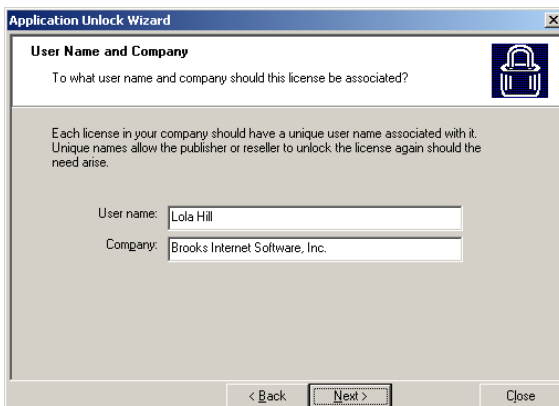 Application Unlock Wizard
User Name and Company
To what user name and company should this license be associated?
Each license in your company should have a unique user name associated with it.
Unique names allow the publisher or reseller to unlock the license again should the
need arise.
User name: Lola Hill
Company: Brooks Internet Software, Inc.
< Back Next > Close